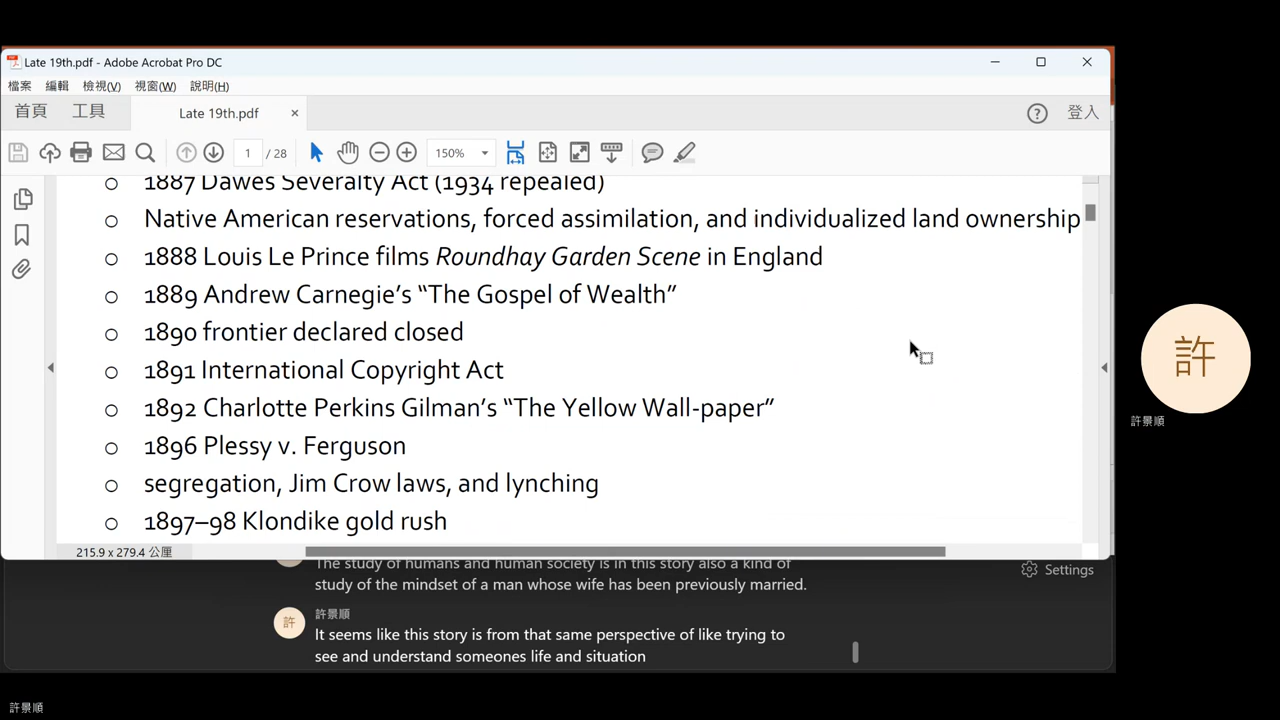 Late 19th.pdf - Adobe Acrobat Pro DC
檔案 編輯 檢視(V) 視窗(W) 說明(H)
首頁 工具 Late 19th.pdf × ? 登入
1 / 28 150%
1887 Dawes Severalty Act (1934 repealed)
Native American reservations, forced assimilation, and individualized land ownership
1888 Louis Le Prince films Roundhay Garden Scene in England
1889 Andrew Carnegie’s “The Gospel of Wealth”
1890 frontier declared closed
1891 International Copyright Act
1892 Charlotte Perkins Gilman’s “The Yellow Wall-paper”
1896 Plessy v. Ferguson
segregation, Jim Crow laws, and lynching
1897–98 Klondike gold rush
215.9 x 279.4 公厘
The study of humans and human society is in this story also a kind of
study of the mindset of a man whose wife has been previously married.
Settings
許景順
許
It seems like this story is from that same perspective of like trying to
see and understand someones life and situation
許
許景順
許景順